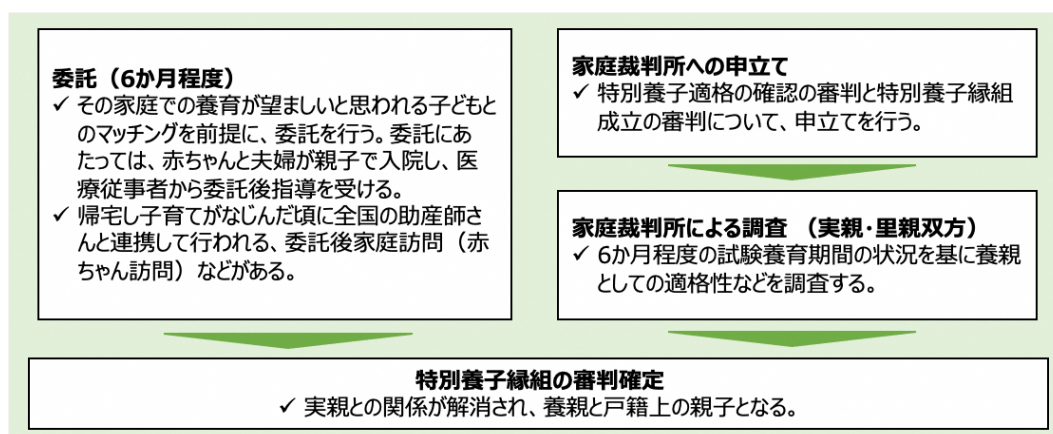 委託（6か月程度）
✓ その家庭での養育が望ましいと思われる子どもと
のマッチングを前提に、委託を行う。委託にあ
たっては、赤ちゃんと夫婦が親子で入院し、医
療従事者から委託後指導を受ける。
✓ 帰宅し子育てがなじんだ頃に全国の助産師さ
んと連携して行われる、委託後家庭訪問（赤
ちゃん訪問）などがある。
家庭裁判所への申立て
✓ 特別養子適格の確認の審判と特別養子縁組
成立の審判について、申立てを行う。
家庭裁判所による調査 （実親・里親双方）
✓ 6か月程度の試験養育期間の状況を基に養親
としての適格性などを調査する。
特別養子縁組の審判確定
✓ 実親との関係が解消され、養親と戸籍上の親子となる。